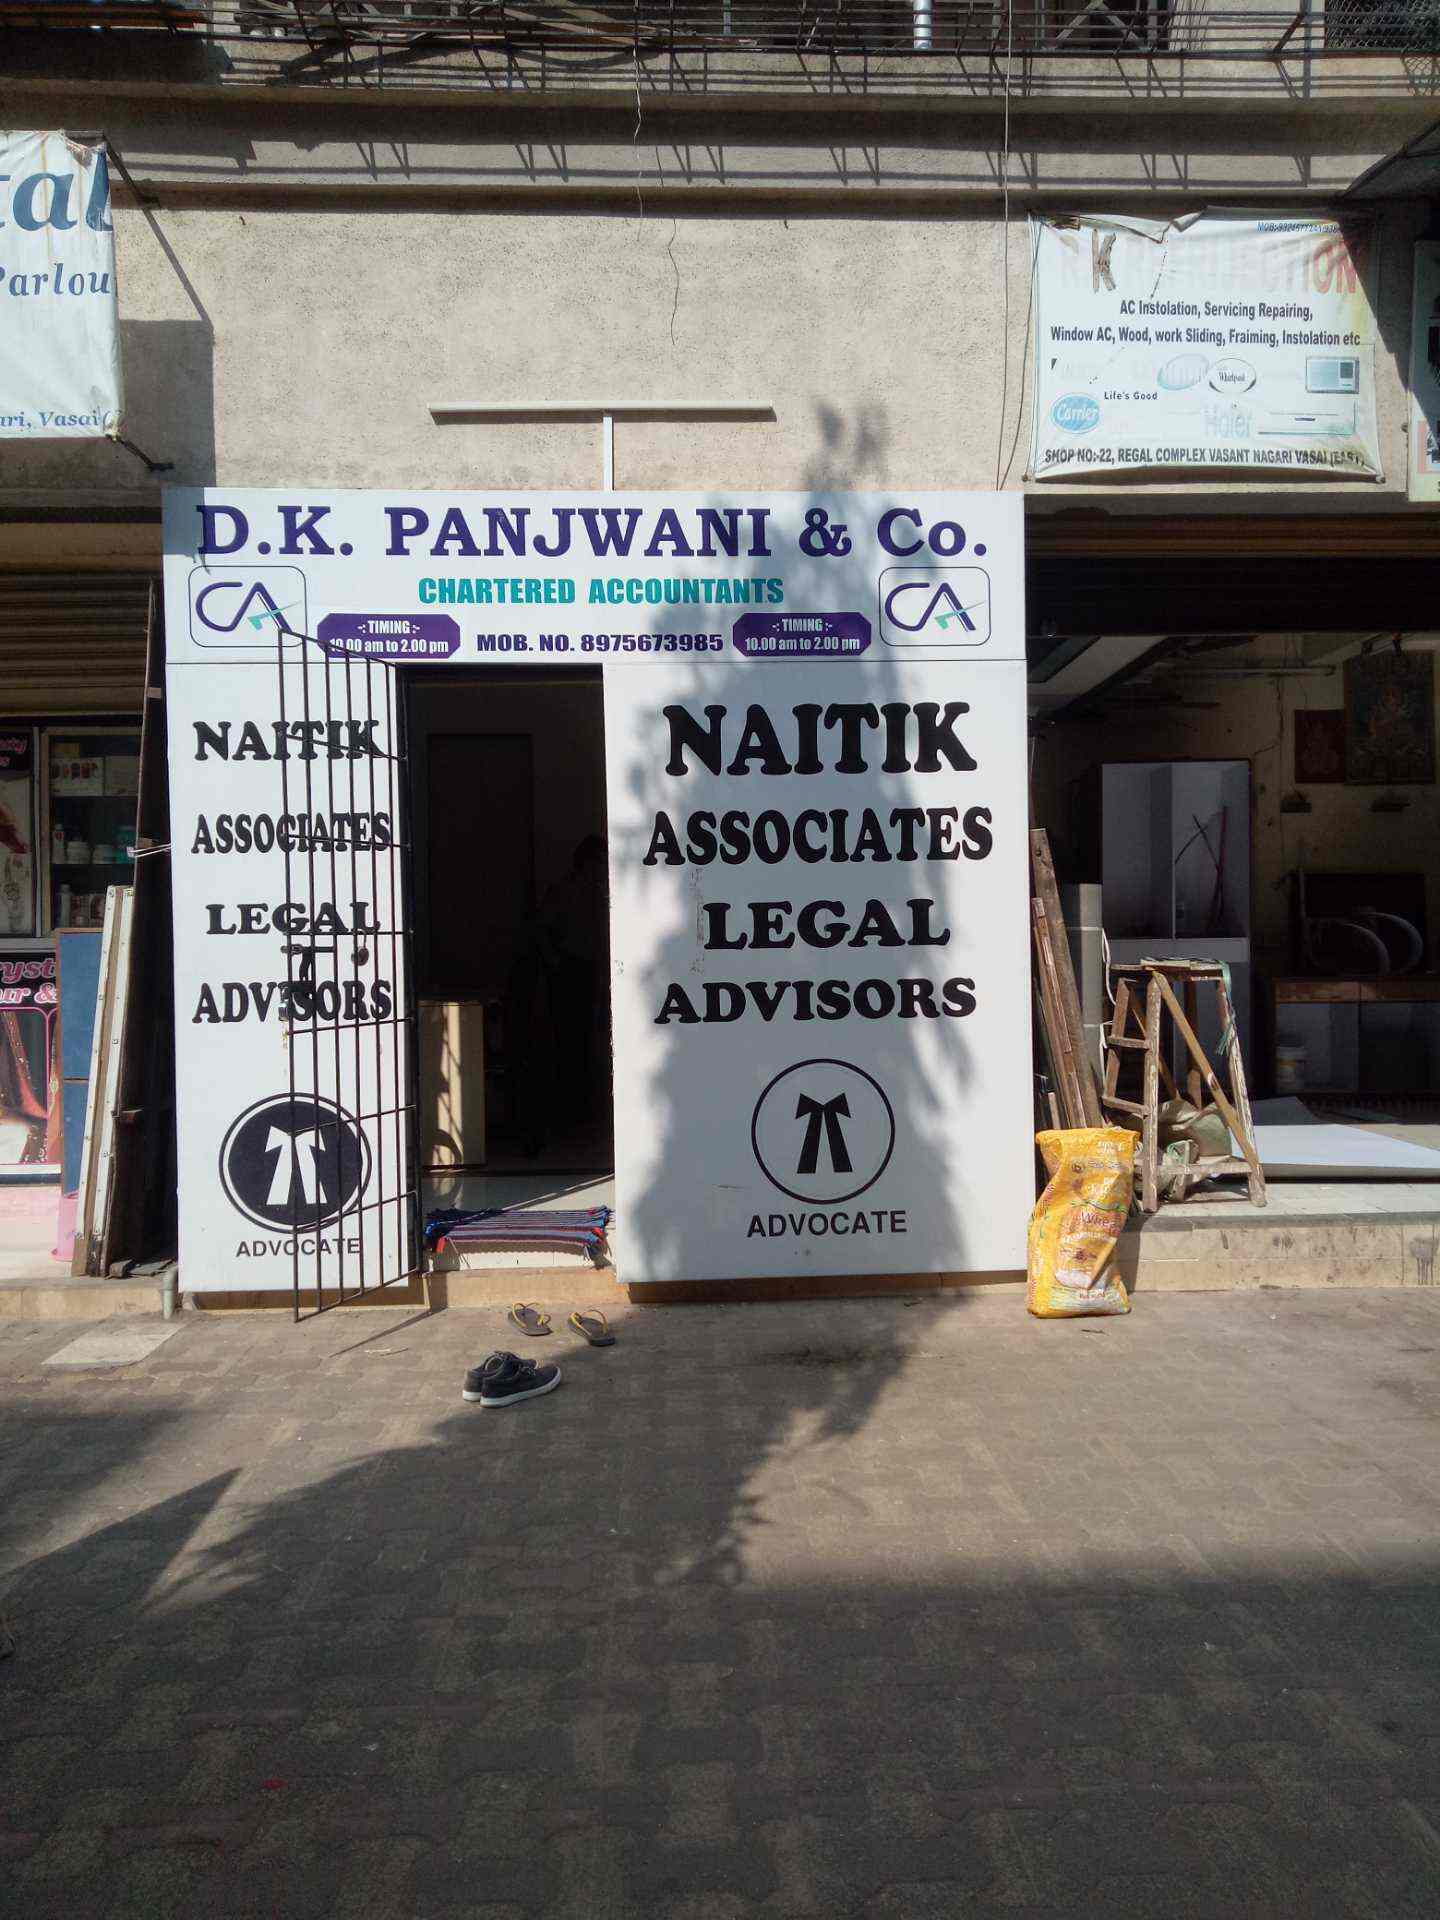 Parlou
ari, Vasai (
AC Instolation, Servicing Repairing,
Window AC, Wood, work Sliding, Fraiming, Instolation etc
Whirlpool
Life's Good
Carrier
Haier
SHOP NO:-22, REGAL COMPLEX VASANT NAGARI VASAI (EAST)
D.K. PANJWANI & Co.
CHARTERED ACCOUNTANTS
CA
CA
-: TIMING :-
10.00 am to 2.00 pm
MOB. NO. 8975673985
-: TIMING :-
10.00 am to 2.00 pm
NAITIK
ASSOCIATES
LEGAL
ADVISORS
ADVOCATE
NAITIK
ASSOCIATES
LEGAL
ADVISORS
ADVOCATE